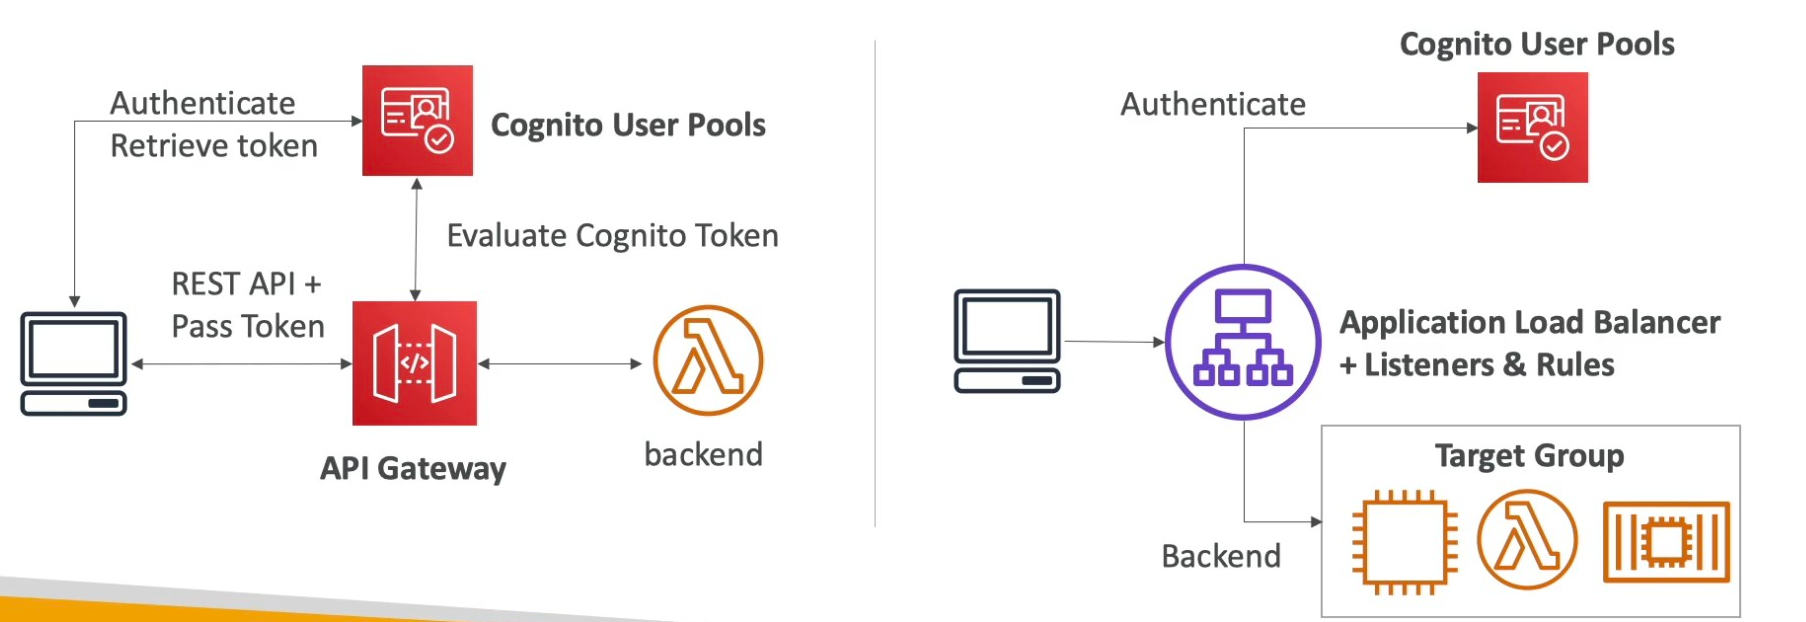 Authenticate
Retrieve token
Cognito User Pools
Evaluate Cognito Token
REST API +
Pass Token
</>
API Gateway
backend
Cognito User Pools
Authenticate
Application Load Balancer
+ Listeners & Rules
Target Group
Backend